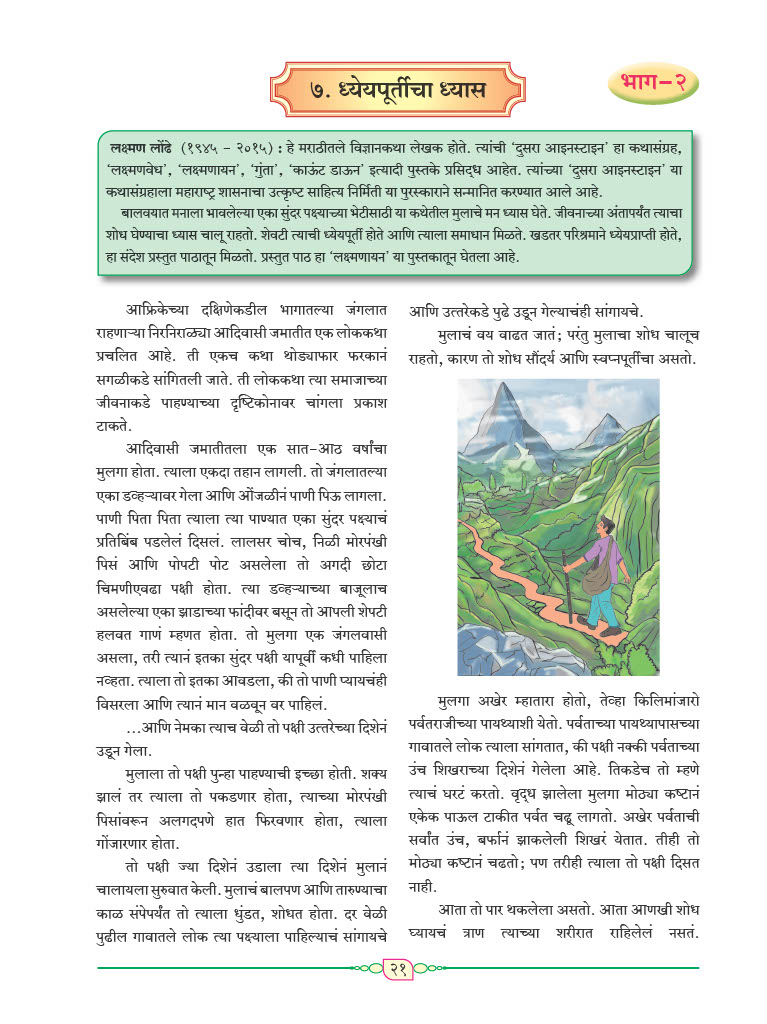 ७. ध्येयपूर्तीचा ध्यास
भाग-२
लक्ष्मण लोंढे (१९४५ - २०१५) : हे मराठीतले विज्ञानकथा लेखक होते. त्यांची ‘दुसरा आइनस्टाइन’ हा कथासंग्रह,
‘लक्ष्मणवेध’, ‘लक्ष्मणायन’, ‘गुंता’, ‘काऊंट डाऊन’ इत्यादी पुस्तके प्रसिद्ध आहेत. त्यांच्या ‘दुसरा आइनस्टाइन’ या
कथासंग्रहाला महाराष्ट्र शासनाचा उत्कृष्ट साहित्य निर्मिती या पुरस्काराने सन्मानित करण्यात आले आहे.
बालवयात मनाला भावलेल्या एका सुंदर पक्ष्याच्या भेटीसाठी या कथेतील मुलाचे मन ध्यास घेते. जीवनाच्या अंतापर्यंत त्याचा
शोध घेण्याचा ध्यास चालू राहतो. शेवटी त्याची ध्येयपूर्ती होते आणि त्याला समाधान मिळते. खडतर परिश्रमाने ध्येयप्राप्ती होते,
हा संदेश प्रस्तुत पाठातून मिळतो. प्रस्तुत पाठ हा ‘लक्ष्मणायन’ या पुस्तकातून घेतला आहे.
आफ्रिकेच्या दक्षिणेकडील भागातल्या जंगलात
राहणाऱ्या निरनिराळ्या आदिवासी जमातीत एक लोककथा
प्रचलित आहे. ती एकच कथा थोड्याफार फरकानं
सगळीकडे सांगितली जाते. ती लोककथा त्या समाजाच्या
जीवनाकडे पाहण्याच्या दृष्टिकोनावर चांगला प्रकाश
टाकते.
आदिवासी जमातीतला एक सात-आठ वर्षांचा
मुलगा होता. त्याला एकदा तहान लागली. तो जंगलातल्या
एका डव्हऱ्यावर गेला आणि ओंजळीनं पाणी पिऊ लागला.
पाणी पिता पिता त्याला त्या पाण्यात एका सुंदर पक्ष्याचं
प्रतिबिंब पडलेलं दिसलं. लालसर चोच, निळी मोरपंखी
पिसं आणि पोपटी पोट असलेला तो अगदी छोटा
चिमणीएवढा पक्षी होता. त्या डव्हऱ्याच्या बाजूलाच
असलेल्या एका झाडाच्या फांदीवर बसून तो आपली शेपटी
हलवत गाणं म्हणत होता. तो मुलगा एक जंगलवासी
असला, तरी त्यानं इतका सुंदर पक्षी यापूर्वी कधी पाहिला
नव्हता. त्याला तो इतका आवडला, की तो पाणी प्यायचंही
विसरला आणि त्यानं मान वळवून वर पाहिलं.
...आणि नेमका त्याच वेळी तो पक्षी उत्तरेच्या दिशेनं
उडून गेला.
मुलाला तो पक्षी पुन्हा पाहण्याची इच्छा होती. शक्य
झालं तर त्याला तो पकडणार होता, त्याच्या मोरपंखी
पिसांवरून अलगदपणे हात फिरवणार होता, त्याला
गोंजारणार होता.
तो पक्षी ज्या दिशेनं उडाला त्या दिशेनं मुलानं
चालायला सुरुवात केली. मुलाचं बालपण आणि तारुण्याचा
काळ संपेपर्यंत तो त्याला धुंडत, शोधत होता. दर वेळी
पुढील गावातले लोक त्या पक्ष्याला पाहिल्याचं सांगायचे
आणि उत्तरेकडे पुढे उडून गेल्याचंही सांगायचे.
मुलाचं वय वाढत जातं; परंतु मुलाचा शोध चालूच
राहतो, कारण तो शोध सौंदर्य आणि स्वप्नपूर्तीचा असतो.
मुलगा अखेर म्हातारा होतो, तेव्हा किलिमांजारो
पर्वतराजीच्या पायथ्याशी येतो. पर्वताच्या पायथ्यापासच्या
गावातले लोक त्याला सांगतात, की पक्षी नक्की पर्वताच्या
उंच शिखराच्या दिशेनं गेलेला आहे. तिकडेच तो म्हणे
त्याचं घरटं करतो. वृद्ध झालेला मुलगा मोठ्या कष्टानं
एकेक पाऊल टाकीत पर्वत चढू लागतो. अखेर पर्वताची
सर्वांत उंच, बर्फानं झाकलेली शिखरं येतात. तीही तो
मोठ्या कष्टानं चढतो; पण तरीही त्याला तो पक्षी दिसत
नाही.
आता तो पार थकलेला असतो. आता आणखी शोध
घ्यायचं त्राण त्याच्या शरीरात राहिलेलं नसतं.
२१